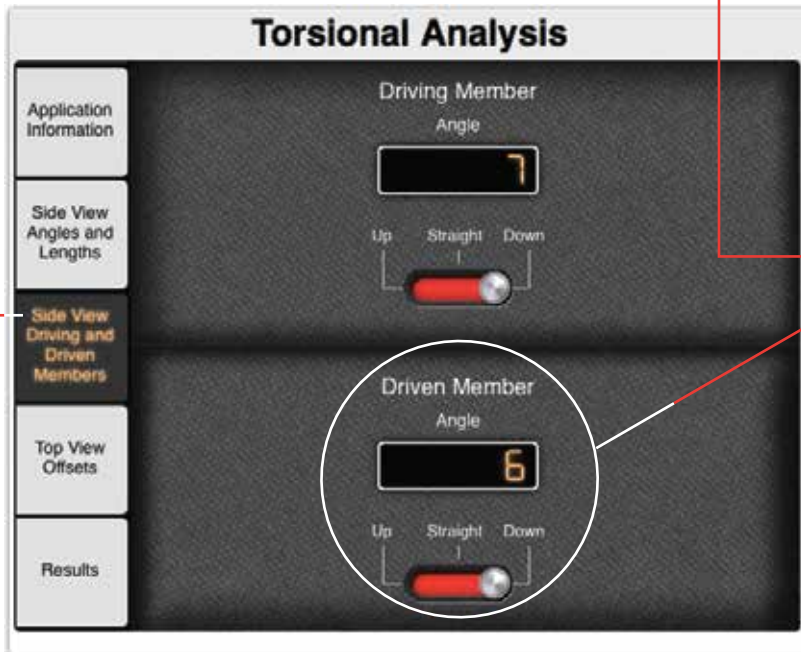 Torsional Analysis
Application
Information
Side View
Angles and
Lengths
Side View
Driving and
Driven
Members
Top View
Offsets
Results
Driving Member
Angle
7
Up Straight Down
Driven Member
Angle
6
Up Straight Down